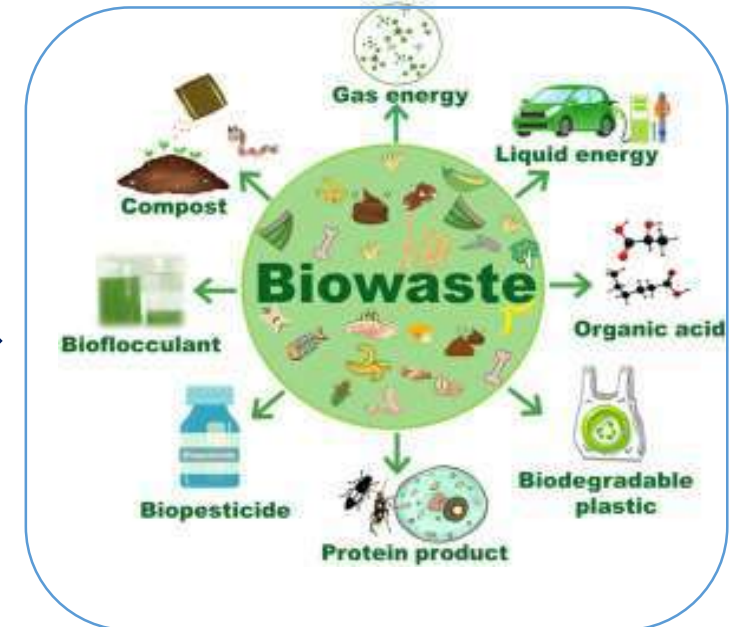 Gas energy
Liquid energy
Compost
Biowaste
Organic acid
Bioflocculant
Biodegradable
plastic
Biopesticide
Protein product